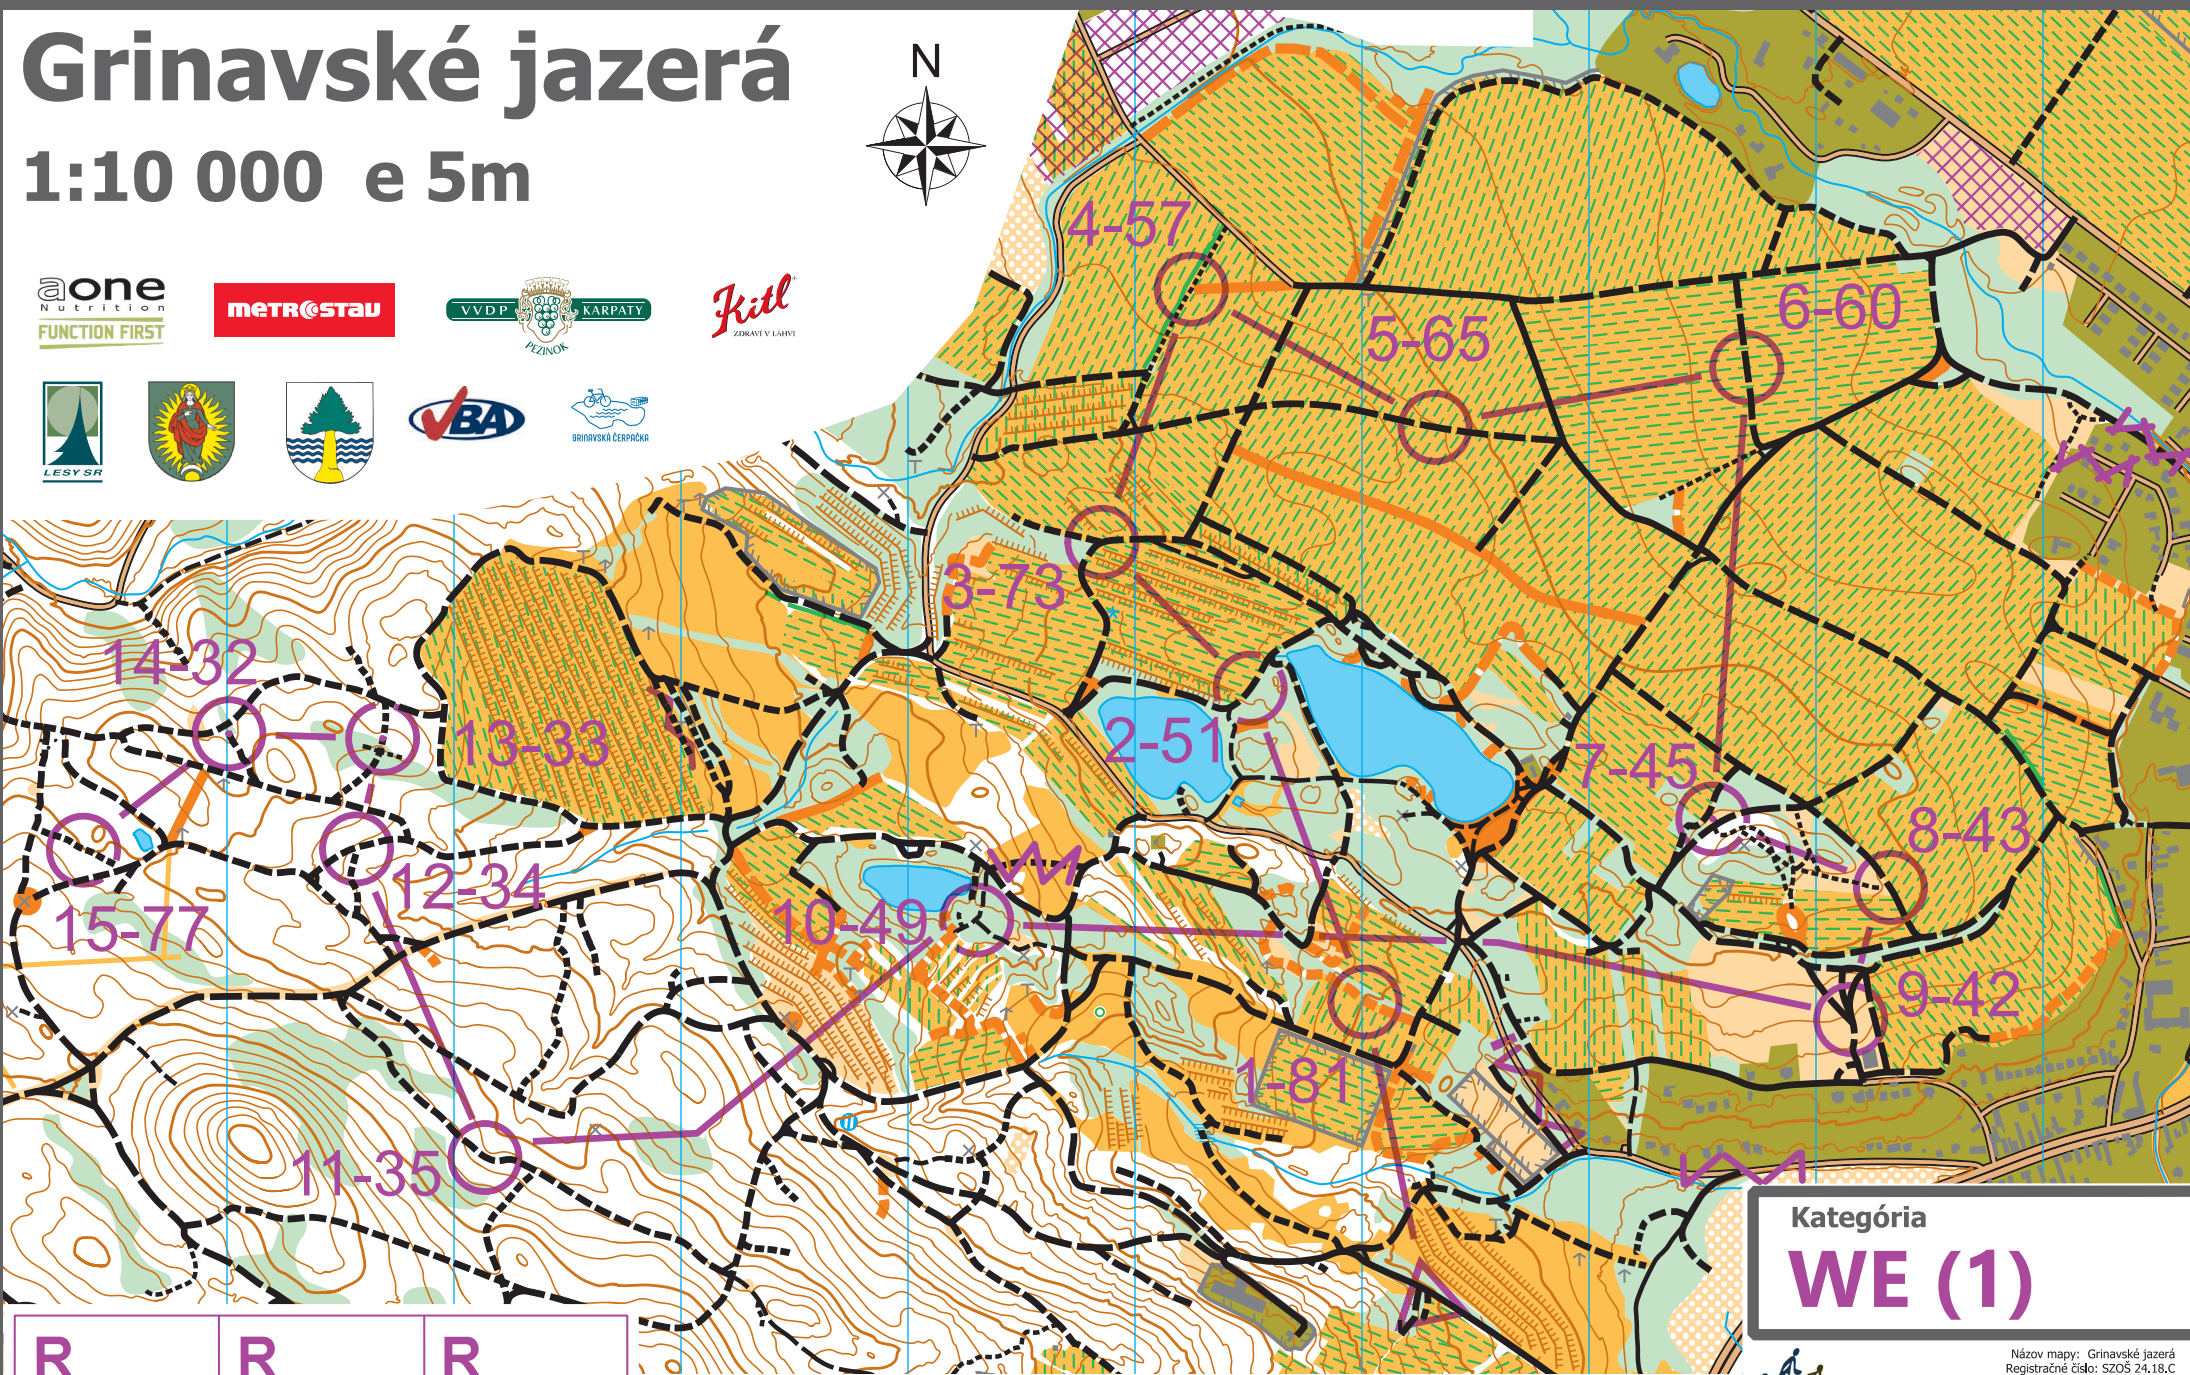 Grinavské jazerá
1:10 000 e 5m
N
aone
Nutrition
FUNCTION FIRST
METROSTAV
VVDP KARPATY
PEZINOK
Kitl
ZDRAVÍ V LÁHVI
LESY SR
VBA
GRINAVSKÁ ČERPAČKA
4-57
5-65
6-60
3-73
2-51
7-45
8-43
14-32
13-33
12-34
15-77
10-49
9-42
1-81
11-35
Kategória
WE (1)
R
R
R
Názov mapy: Grinavské jazerá
Registračné číslo: SZOŠ 24.18.C